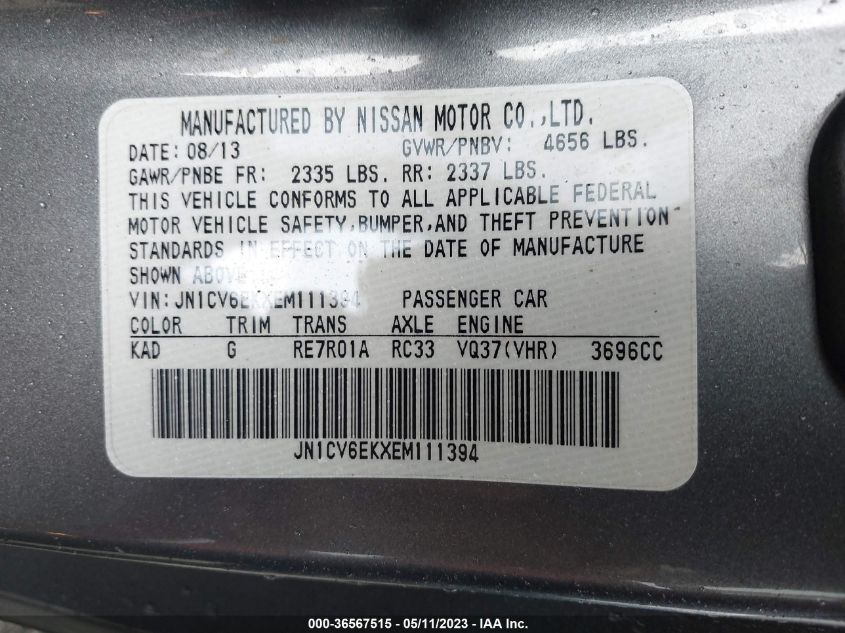 MANUFACTURED BY NISSAN MOTOR CO.,LTD.
DATE: 08/13 GVWR/PNBV: 4656 LBS.
GAWR/PNBE FR: 2335 LBS. RR: 2337 LBS.
THIS VEHICLE CONFORMS TO ALL APPLICABLE FEDERAL
MOTOR VEHICLE SAFETY,BUMPER,AND THEFT PREVENTION
STANDARDS IN EFFECT ON THE DATE OF MANUFACTURE
SHOWN ABOVE
VIN:JN1CV6EKXEM111394 PASSENGER CAR
COLOR TRIM TRANS AXLE ENGINE
KAD G RE7R01A RC33 VQ37(VHR) 3696CC
JN1CV6EKXEM111394
000-36567515 - 05/11/2023 - IAA Inc.